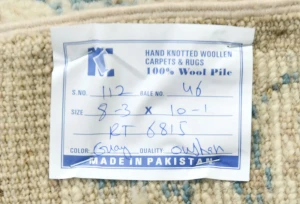 HAND KNOTTED WOOLLEN
CARPETS & RUGS
100% Wool Pile
S.NO. 112 BALE NO. 46
SIZE 8-3 x 10-1
RT 6815
COLOR Gray QUALITY Oushak
MADE IN PAKISTAN